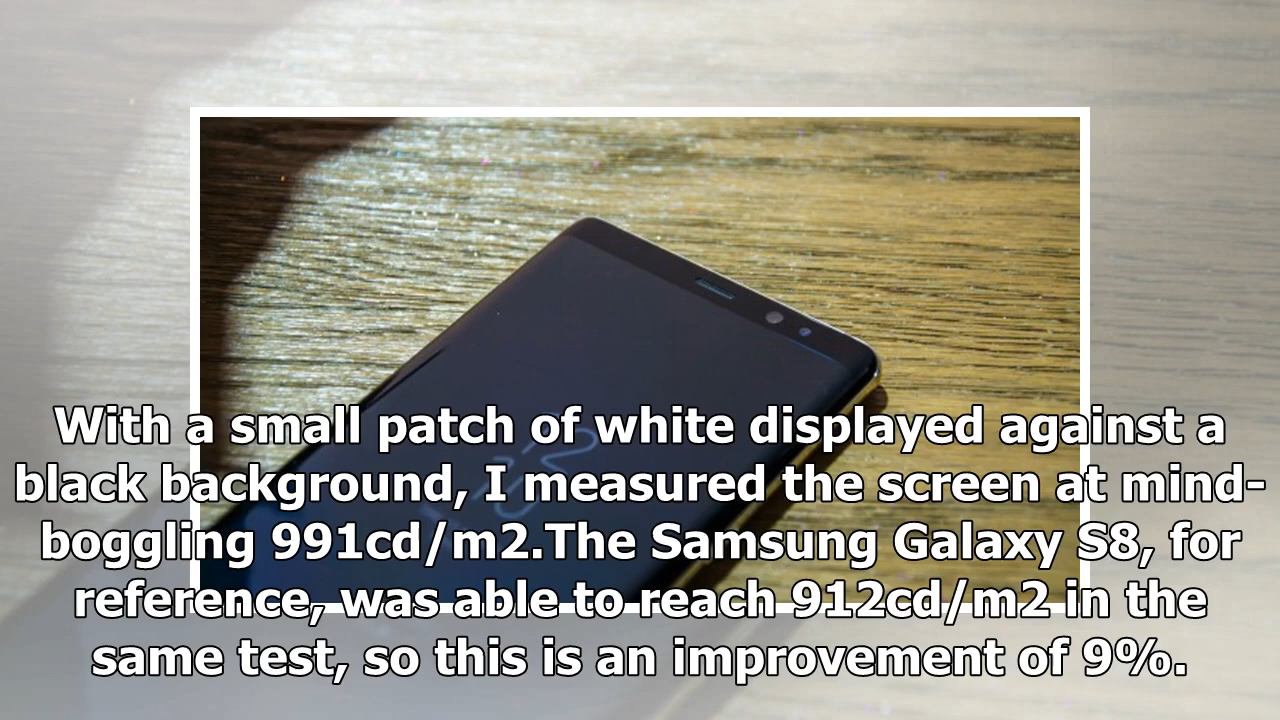 With a small patch of white displayed against a
black background, I measured the screen at mind-
boggling 991cd/m2.The Samsung Galaxy S8, for
reference, was able to reach 912cd/m2 in the
same test, so this is an improvement of 9%.